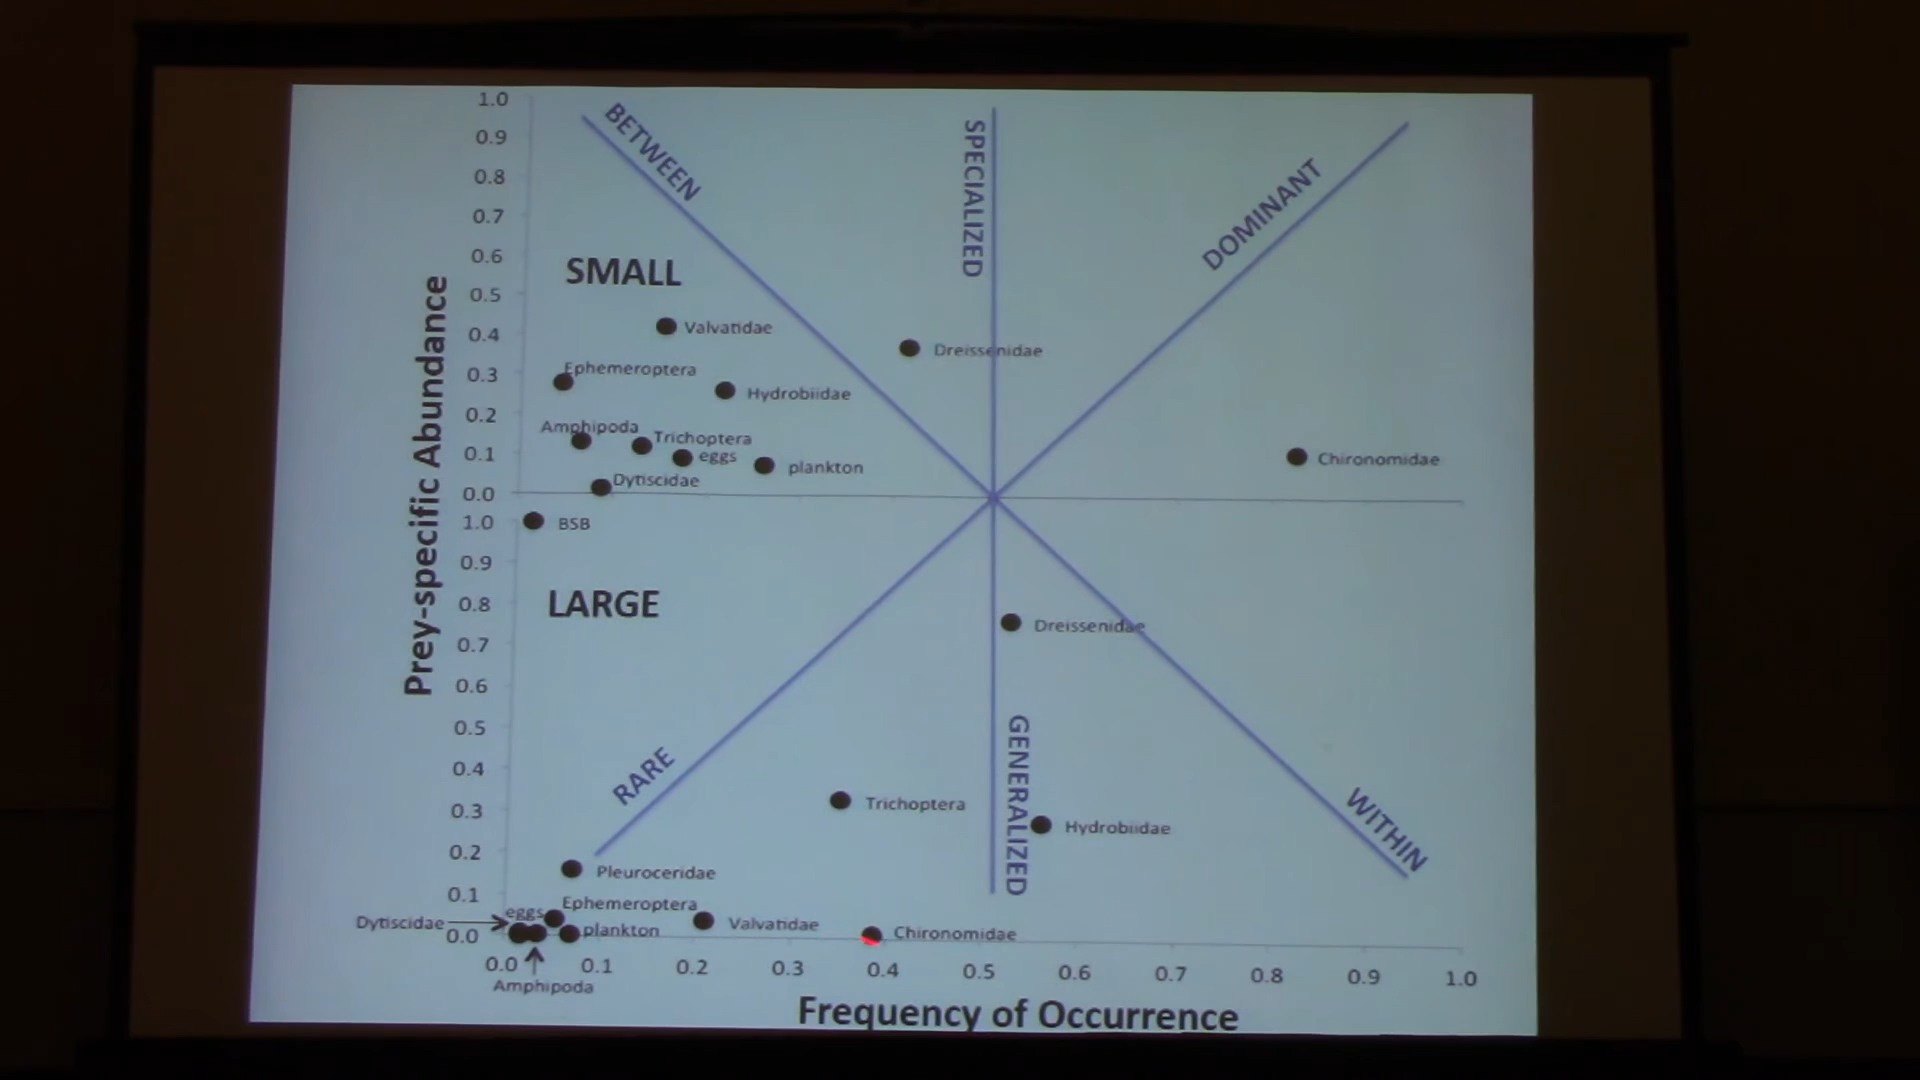 1.0
0.9
0.8
0.7
0.6
0.5
0.4
0.3
0.2
0.1
0.0
BETWEEN
SPECIALIZED
DOMINANT
SMALL
Valvatidae
Dreissenidae
Ephemeroptera
Hydrobiidae
Amphipoda
Trichoptera
eggs
plankton
Chironomidae
Dytiscidae
Prey-specific Abundance
1.0
0.9
0.8
0.7
0.6
0.5
0.4
0.3
0.2
0.1
0.0
BSB
LARGE
Dreissenidae
RARE
GENERALIZED
WITHIN
Trichoptera
Hydrobiidae
Pleuroceridae
Ephemeroptera
eggs
Dytiscidae
plankton
Valvatidae
Chironomidae
0.0 0.1 0.2 0.3 0.4 0.5 0.6 0.7 0.8 0.9 1.0
Amphipoda
Frequency of Occurrence